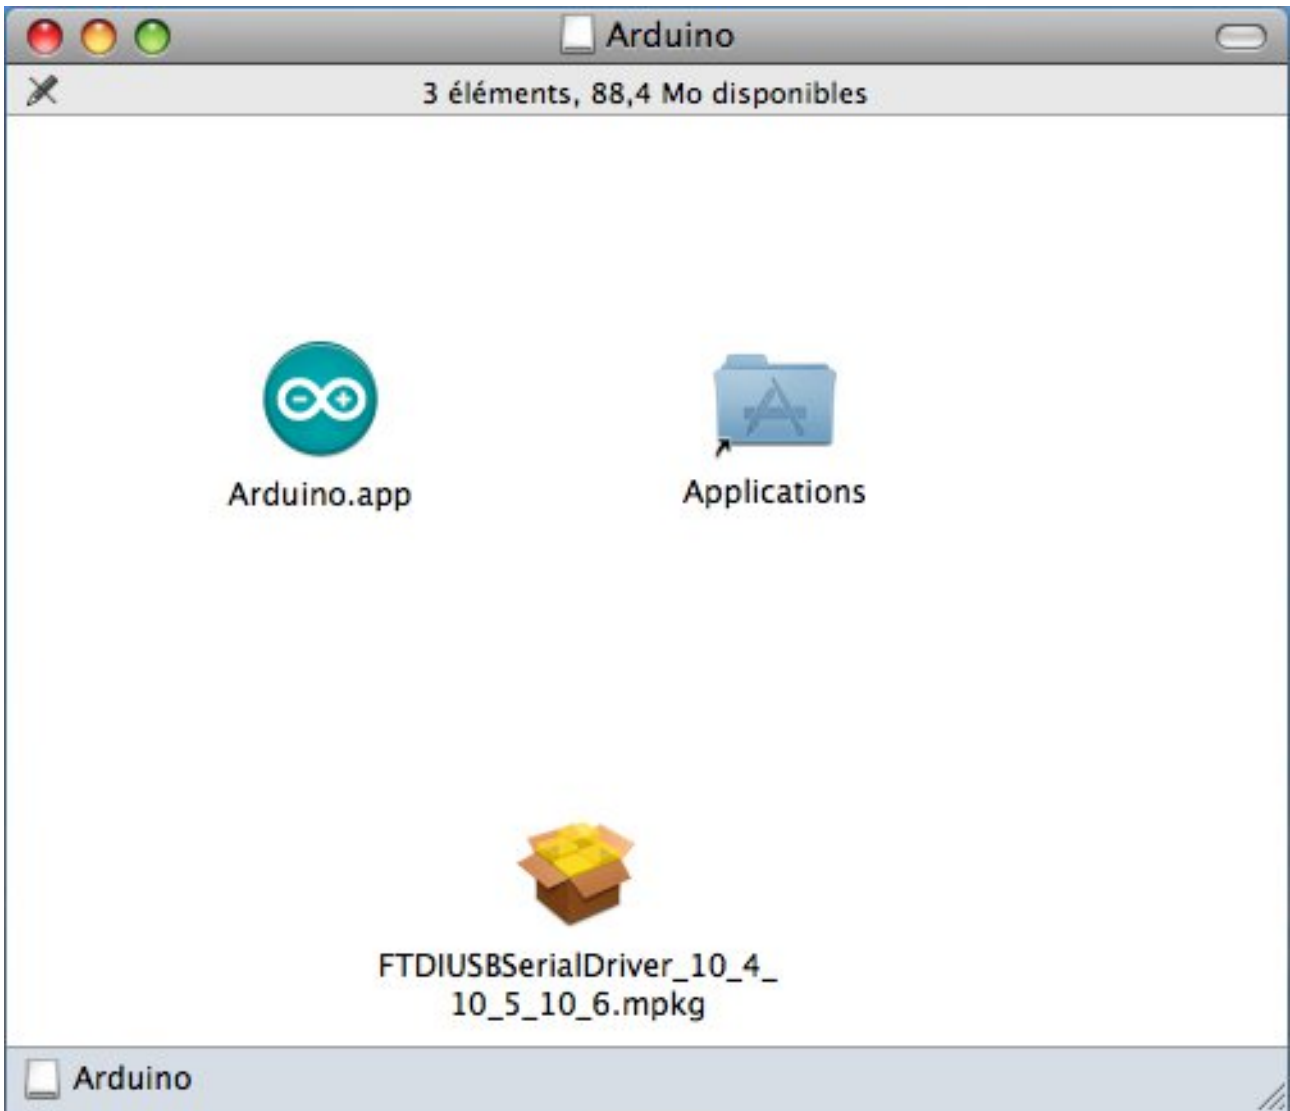 Arduino
3 éléments, 88,4 Mo disponibles
Arduino.app
Applications
FTDIUSBSerialDriver_10_4_
10_5_10_6.mpkg
Arduino